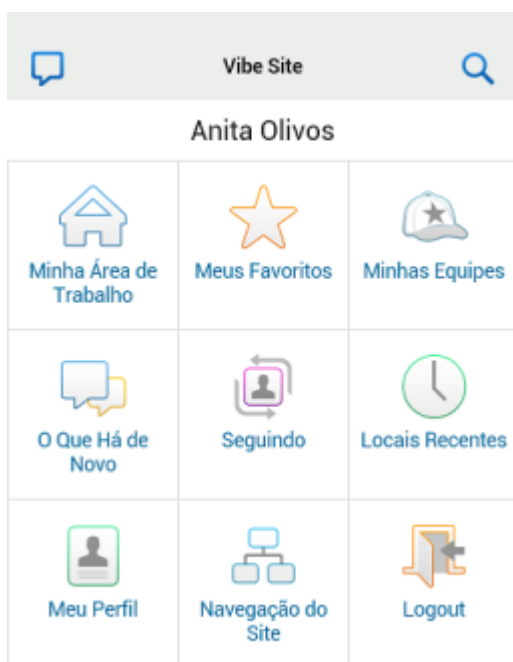 Vibe Site
Anita Olivos
Minha Área de
Trabalho
Meus Favoritos
Minhas Equipes
O Que Há de
Novo
Seguindo
Locais Recentes
Meu Perfil
Navegação do
Site
Logout